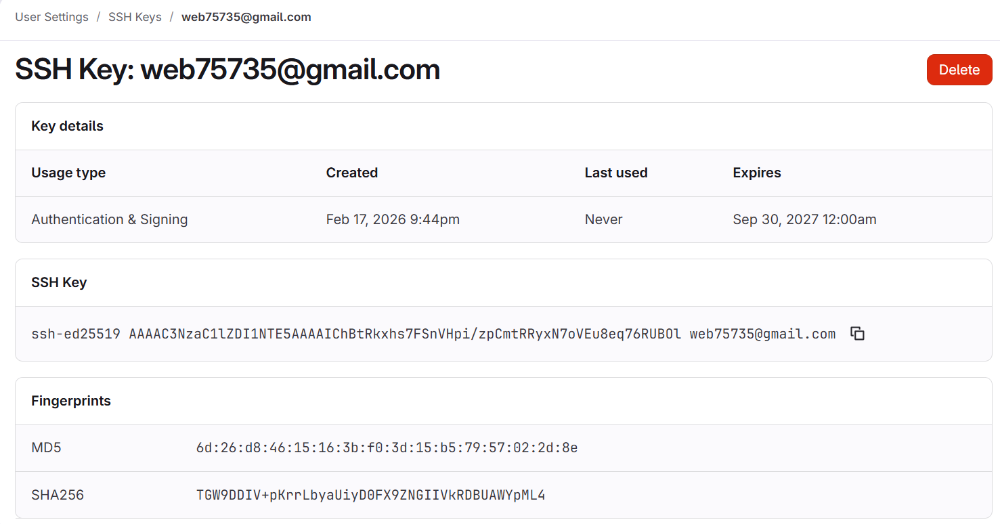 User Settings / SSH Keys / web75735@gmail.com
SSH Key: web75735@gmail.com
Delete
Key details
Usage type Created Last used Expires
Authentication & Signing Feb 17, 2026 9:44pm Never Sep 30, 2027 12:00am
SSH Key
ssh-ed25519 AAAAC3NzaC1lZDI1NTE5AAAAIChBtRkxhs7FSnVHpi/zpCmtRRyxN7oVEu8eq76RUBOl web75735@gmail.com
Fingerprints
MD5 6d:26:d8:46:15:16:3b:f0:3d:15:b5:79:57:02:2d:8e
SHA256 TGW9DDIV+pKrrLbyaUiyD0FX9ZNGIIVkRDBUAWYpML4